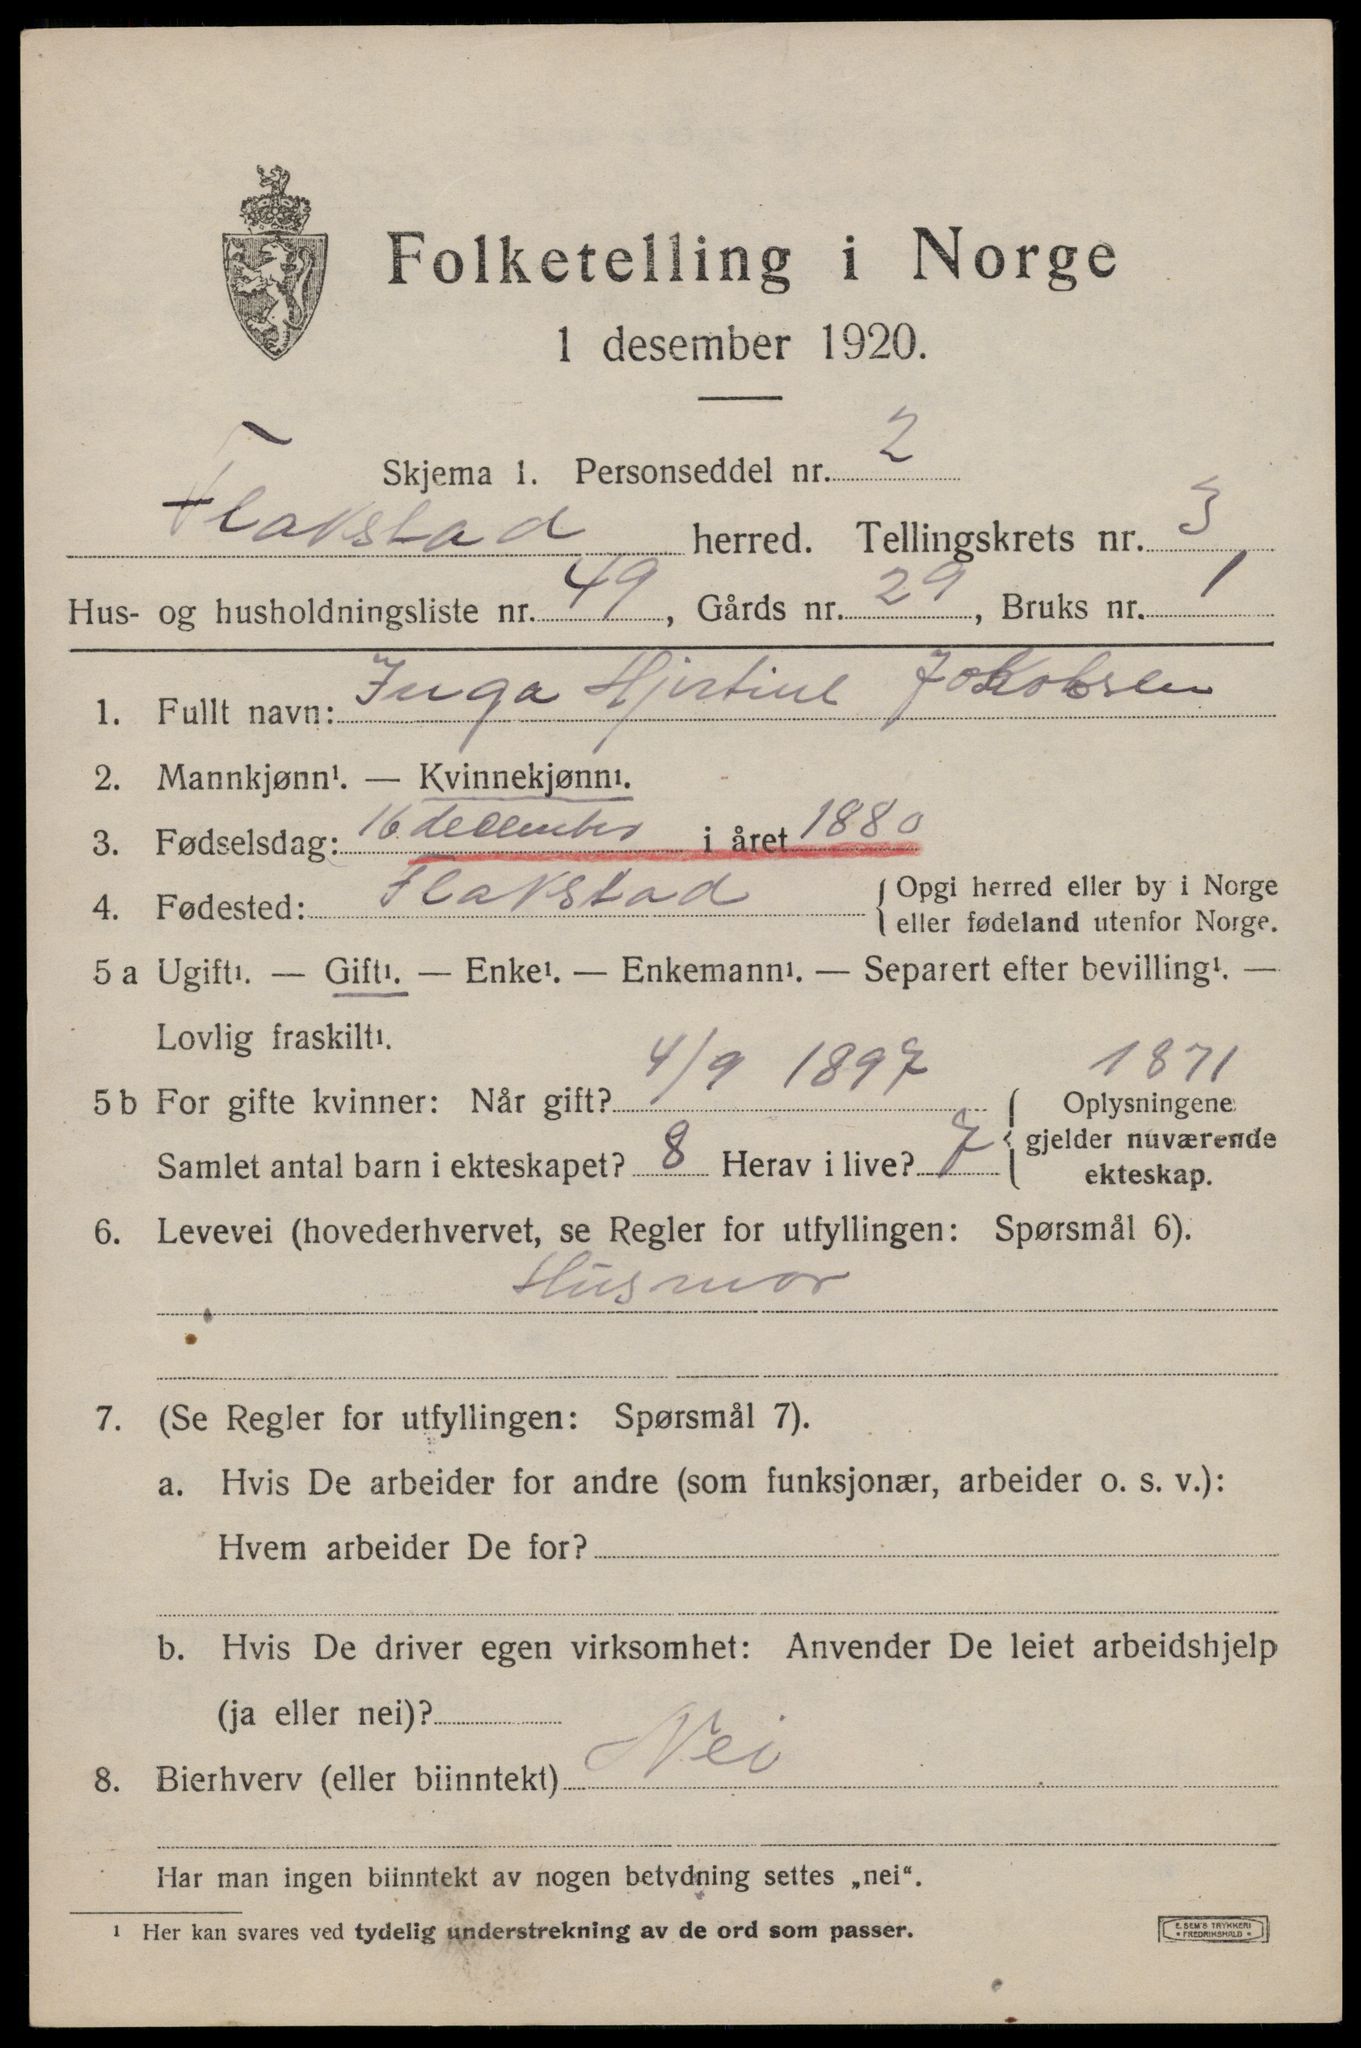 Folketelling i Norge
1 desember 1920.
Skjema 1. Personseddel nr. 2
Flakstad herred. Tellingskrets nr. 3
Hus- og husholdningsliste nr. 49, Gårds nr. 29, Bruks nr. 1
1. Fullt navn: Inga Hjertine Jakobsen
2. Mannkjønn¹. — Kvinnekjønn¹.
3. Fødselsdag: 16 december i året 1880
4. Fødested: Flakstad { Opgi herred eller by i Norge
eller fødeland utenfor Norge.
5 a Ugift¹. — Gift¹. — Enke¹. — Enkemann¹. — Separert efter bevilling¹. —
Lovlig fraskilt¹.
1871
5 b For gifte kvinner: Når gift? 4/9 1897 { Oplysningene
gjelder nuværende
Samlet antal barn i ekteskapet? 8 Herav i live? 7
ekteskap.
6. Levevei (hovederhvervet, se Regler for utfyllingen: Spørsmål 6).
Husmor
7. (Se Regler for utfyllingen: Spørsmål 7).
a. Hvis De arbeider for andre (som funksjonær, arbeider o. s. v.):
Hvem arbeider De for?
b. Hvis De driver egen virksomhet: Anvender De leiet arbeidshjelp
(ja eller nei)?
8. Bierhverv (eller biinntekt) Nei
Har man ingen biinntekt av nogen betydning settes „nei“.
¹ Her kan svares ved tydelig understrekning av de ord som passer.
E. SEM'S TRYKKERI
* FREDRIKSHALD *